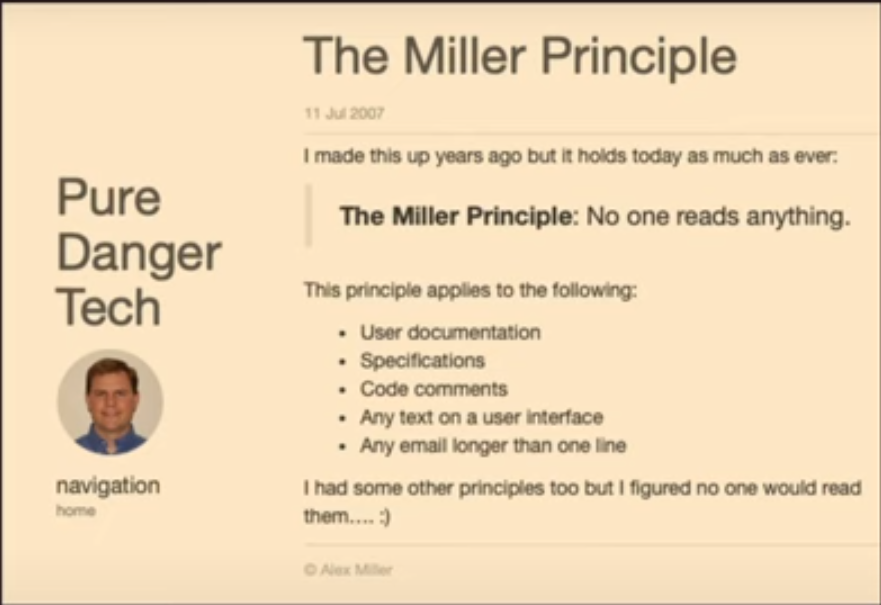 The Miller Principle
11 Jul 2007
I made this up years ago but it holds today as much as ever:
The Miller Principle: No one reads anything.
This principle applies to the following:
• User documentation
• Specifications
• Code comments
• Any text on a user interface
• Any email longer than one line
I had some other principles too but I figured no one would read
them.... :)
© Alex Miller
Pure
Danger
Tech
navigation
home